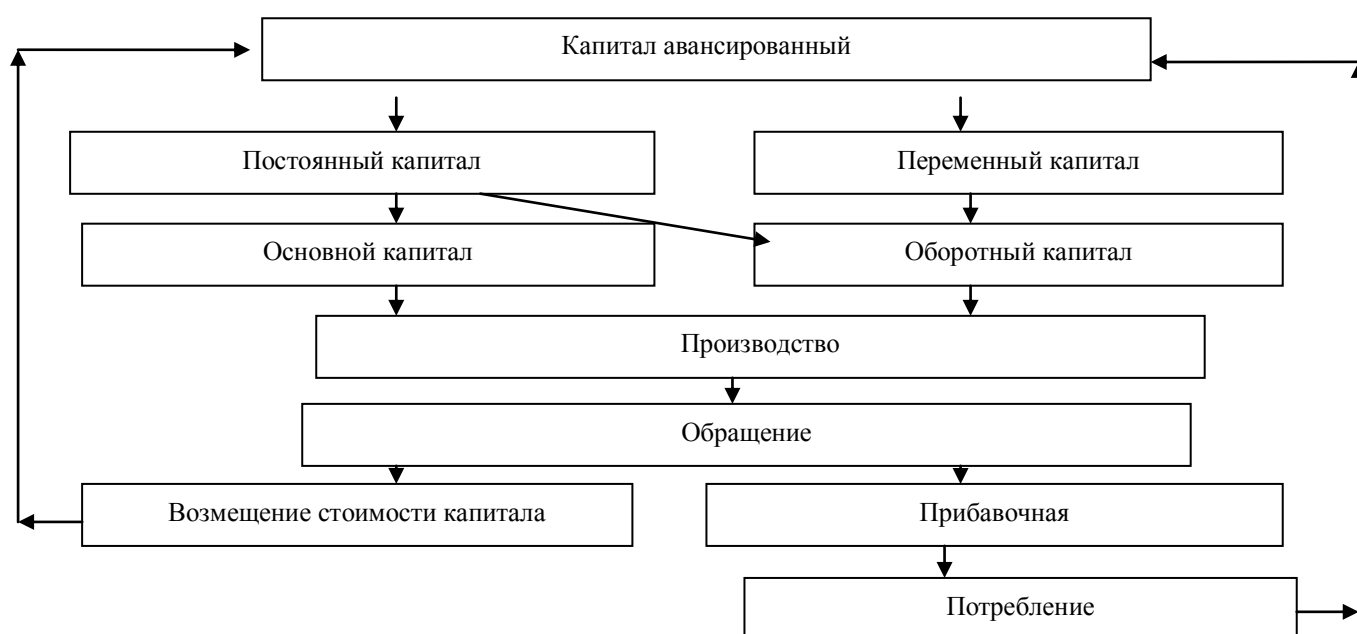 Капитал авансированный
Постоянный капитал
Переменный капитал
Основной капитал
Оборотный капитал
Производство
Обращение
Возмещение стоимости капитала
Прибавочная
Потребление